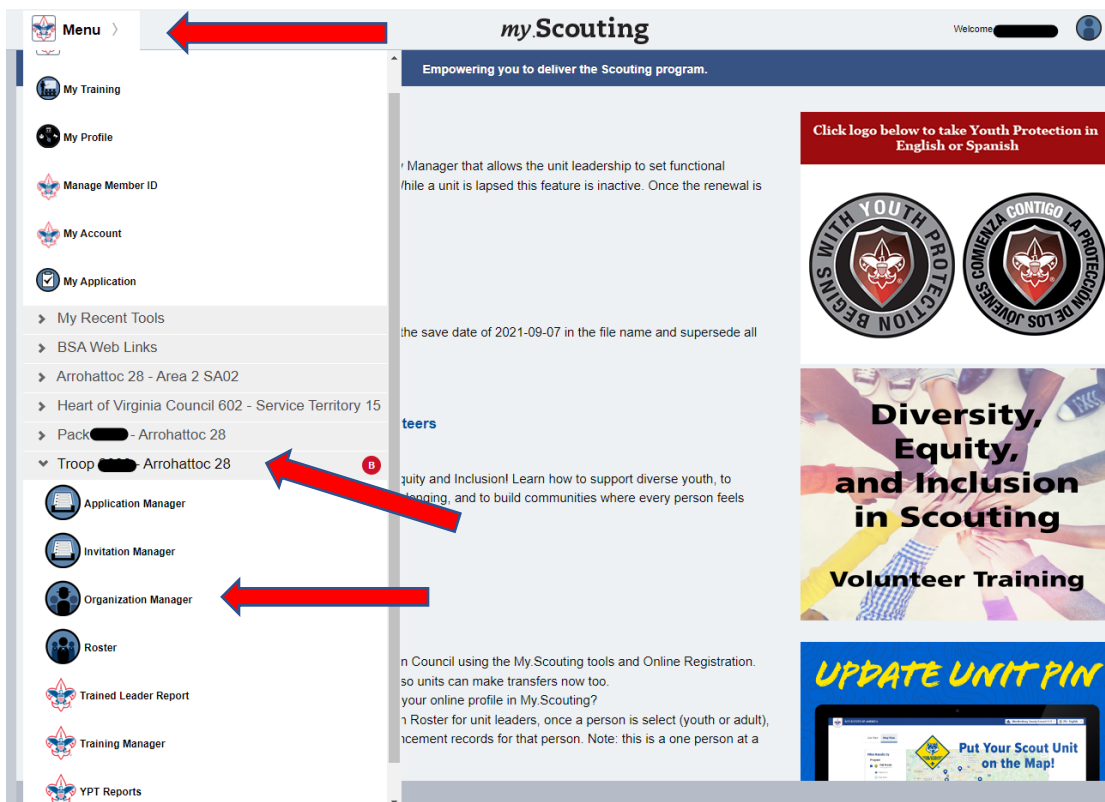 Menu
my.Scouting
Welcome
Empowering you to deliver the Scouting program.
My Training
My Profile
Manage Member ID
My Account
My Application
My Recent Tools
BSA Web Links
Arrohattoc 28 - Area 2 SA02
Heart of Virginia Council 602 - Service Territory 15
Pack - Arrohattoc 28
Troop - Arrohattoc 28
B
Application Manager
Invitation Manager
Organization Manager
Roster
Trained Leader Report
Training Manager
YPT Reports
Manager that allows the unit leadership to set functional
While a unit is lapsed this feature is inactive. Once the renewal is
the save date of 2021-09-07 in the file name and supersede all
teers
quity and Inclusion! Learn how to support diverse youth, to
and to build communities where every person feels
n Council using the My.Scouting tools and Online Registration.
so units can make transfers now too.
your online profile in My.Scouting?
n Roster for unit leaders, once a person is select (youth or adult),
ncement records for that person. Note: this is a one person at a
Click logo below to take Youth Protection in
English or Spanish
WITH YOUTH PROTECTION BEGINS
COMIENZA CONTIGO LA PROTECCIÓN DE LOS JÓVENES
Diversity,
Equity,
and Inclusion
in Scouting
Volunteer Training
UPDATE UNIT PIN
Put Your Scout Unit
on the Map!